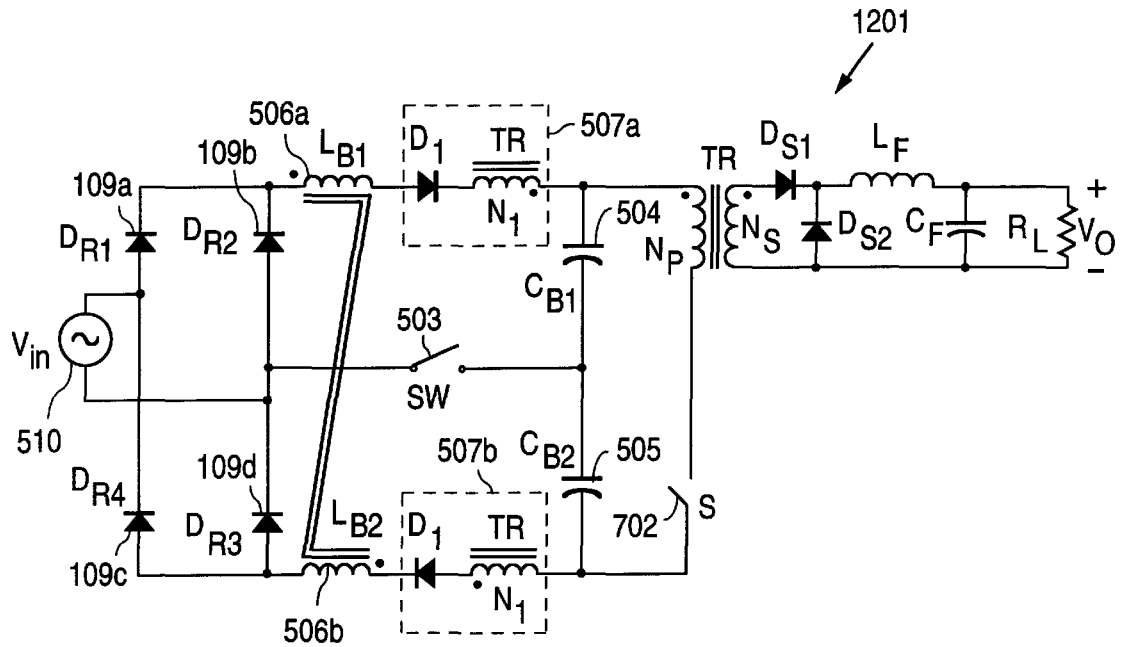 1201
506a
L_B1
507a
D_1
TR
N_1
109b
109a
D_R1
D_R2
504
C_B1
TR
N_P
N_S
D_S1
D_S2
L_F
C_F
R_L
+
V_O
−
503
SW
V_in
510
C_B2
505
507b
109d
D_R4
D_R3
L_B2
D_1
TR
N_1
702
S
109c
506b